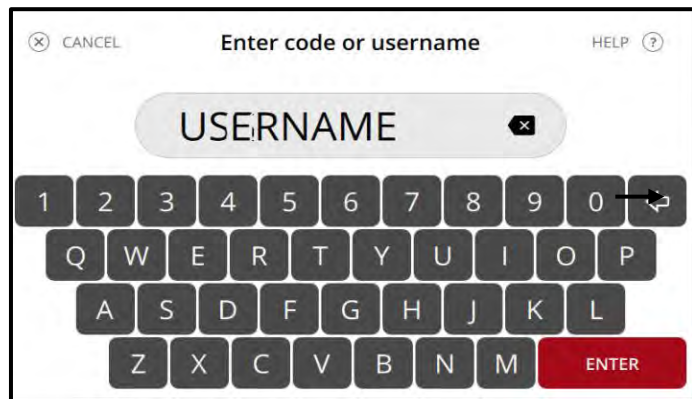 CANCEL Enter code or username HELP ?
USERNAME
1 2 3 4 5 6 7 8 9 0
Q W E R T Y U I O P
A S D F G H J K L
Z X C V B N M ENTER